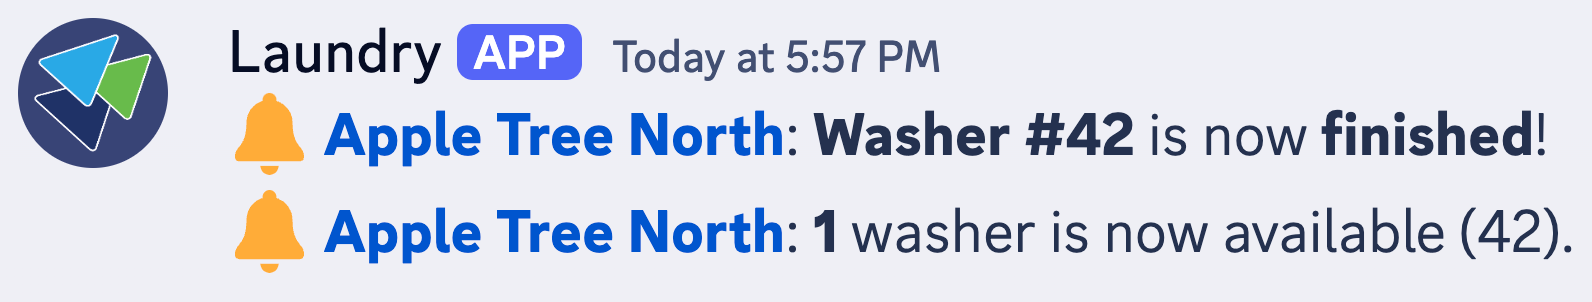 Laundry APP Today at 5:57 PM
Apple Tree North: Washer #42 is now finished!
Apple Tree North: 1 washer is now available (42).